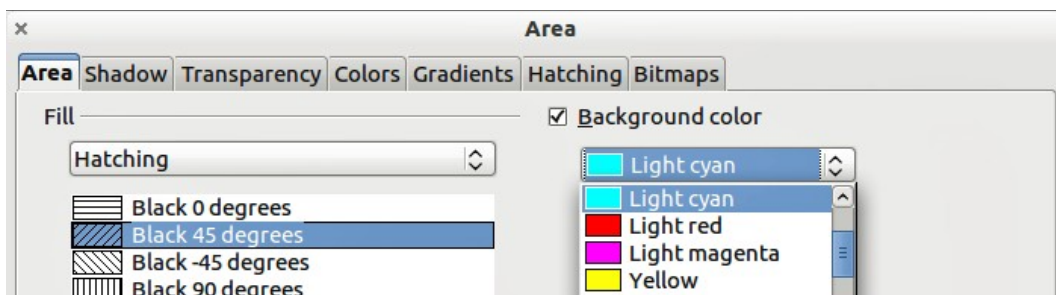 Area
Area Shadow Transparency Colors Gradients Hatching Bitmaps
Fill
Background color
Hatching
Light cyan
Black 0 degrees
Black 45 degrees
Black -45 degrees
Black 90 degrees
Light cyan
Light red
Light magenta
Yellow